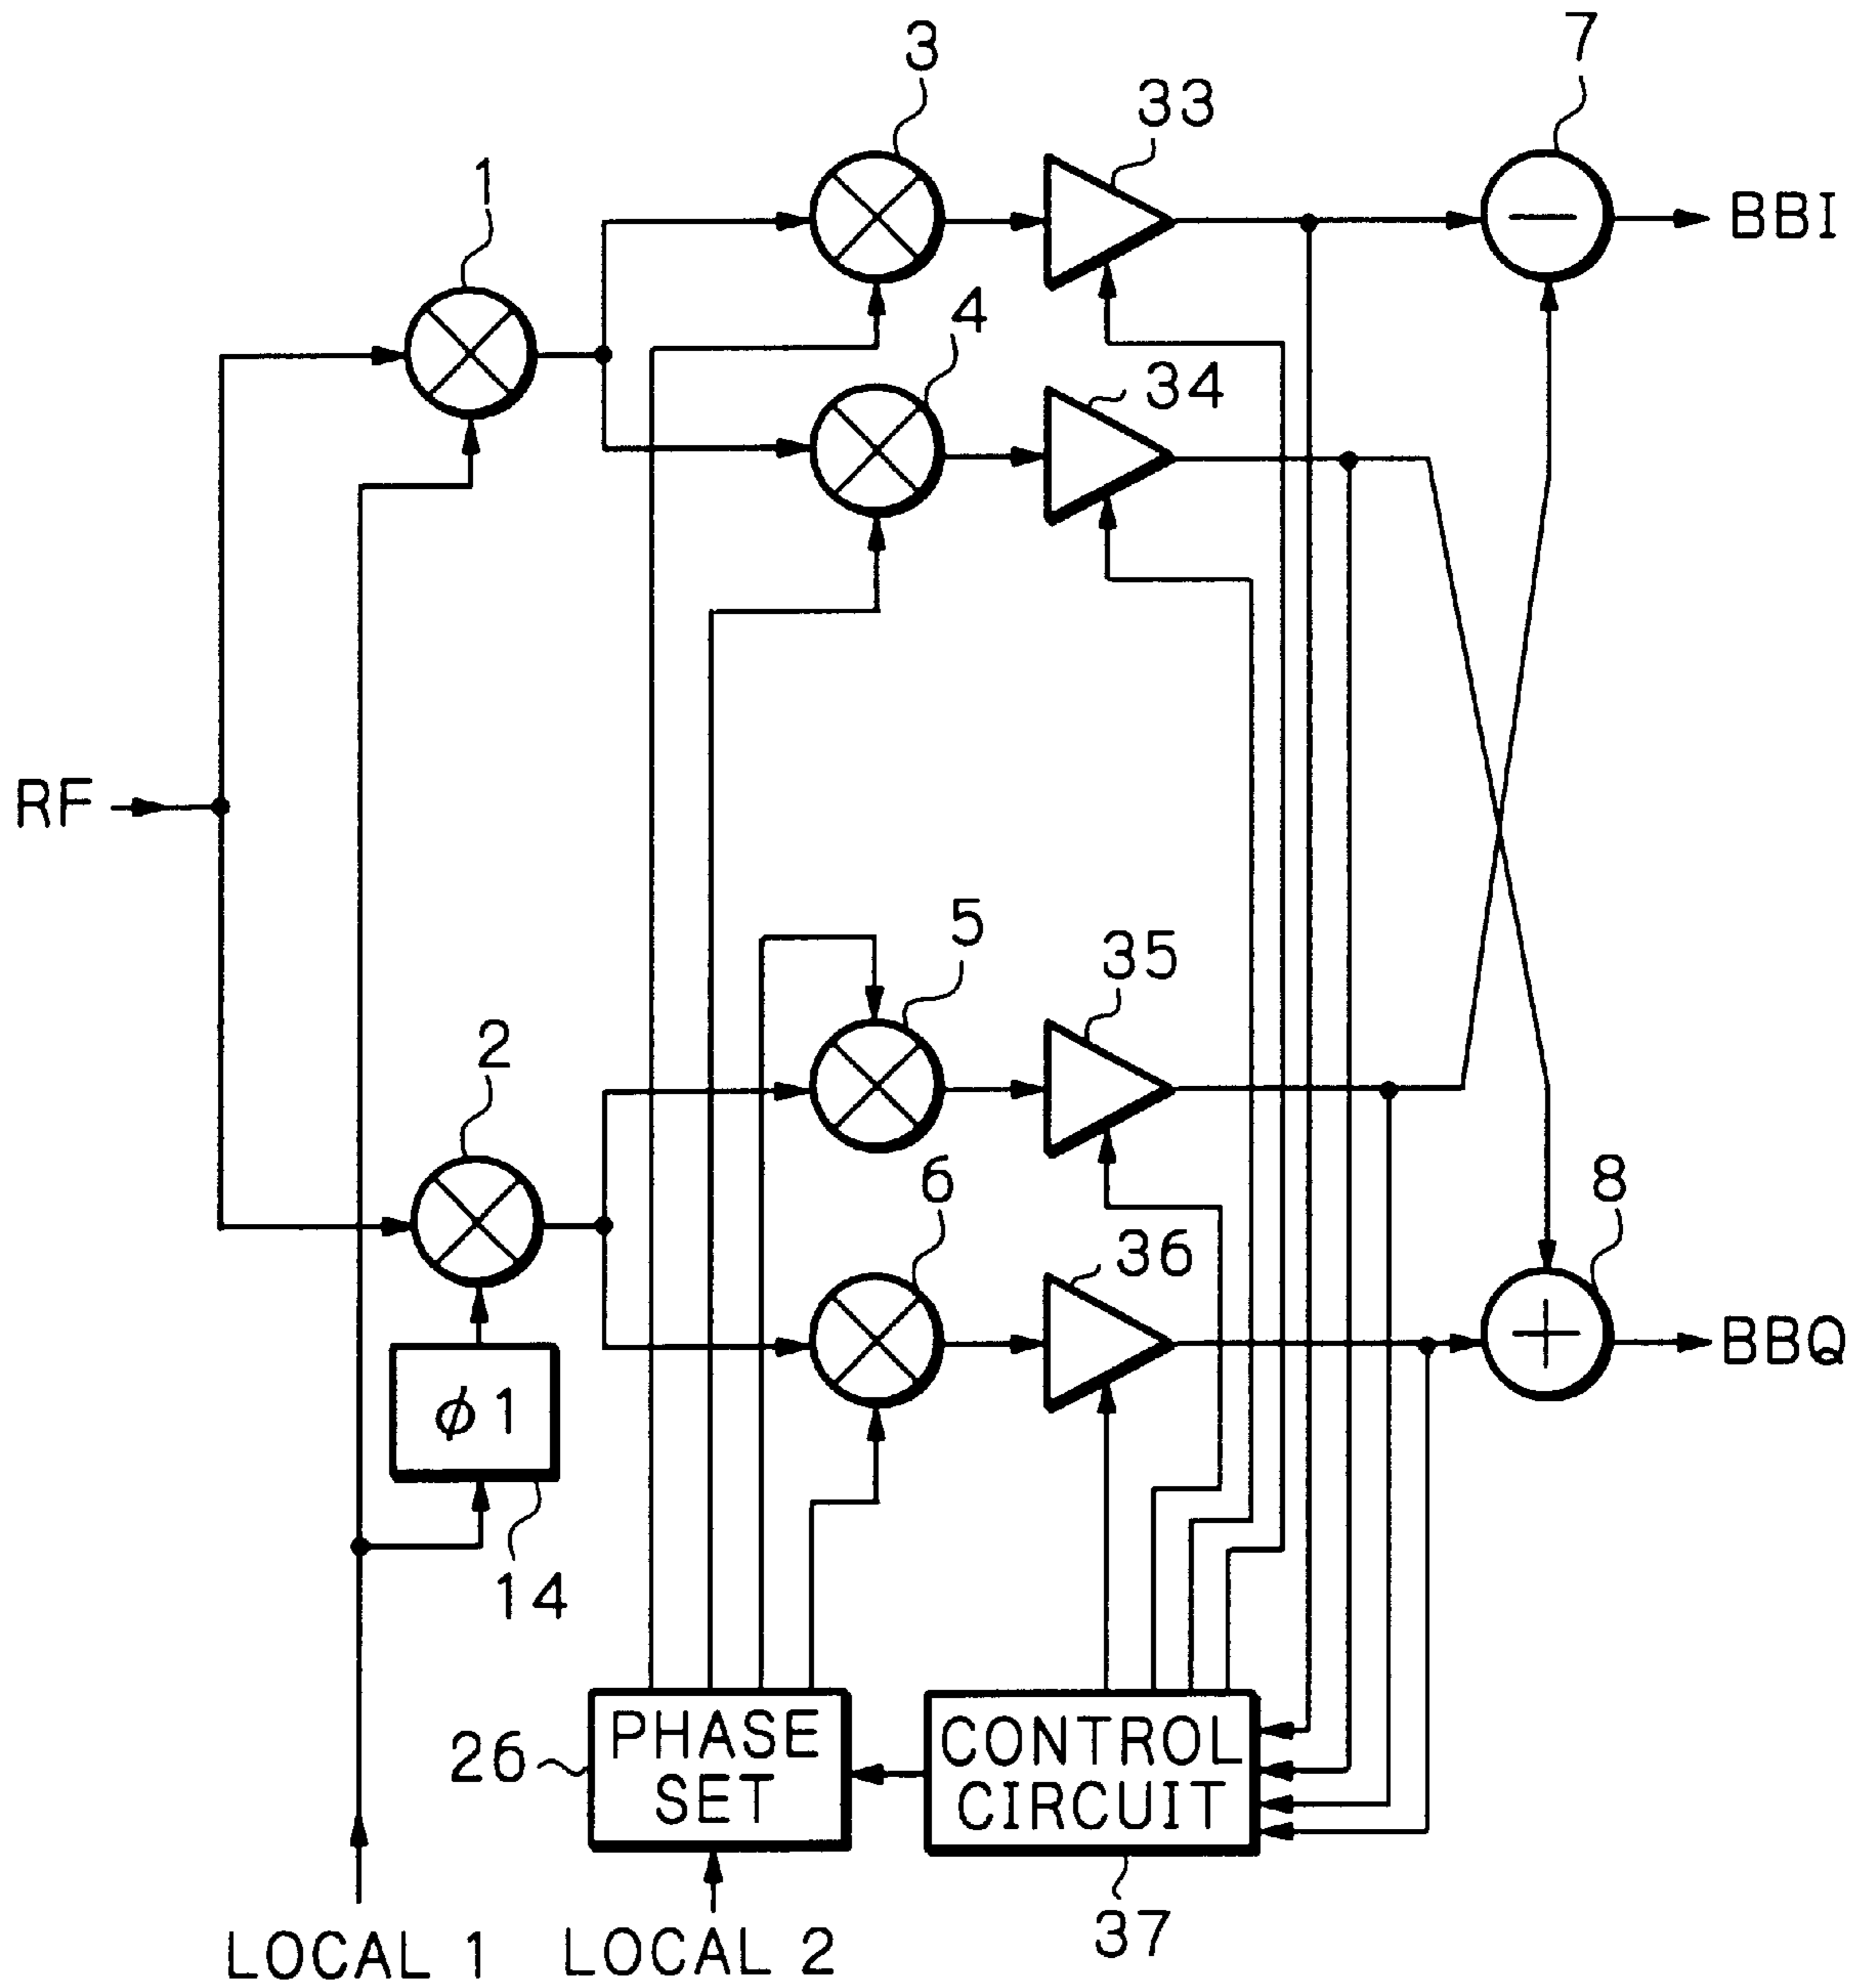 3
7
33
1
BBI
4
34
RF
5
35
2
6
8
36
BBQ
φ1
14
PHASE
SET
26
CONTROL
CIRCUIT
37
LOCAL 1
LOCAL 2